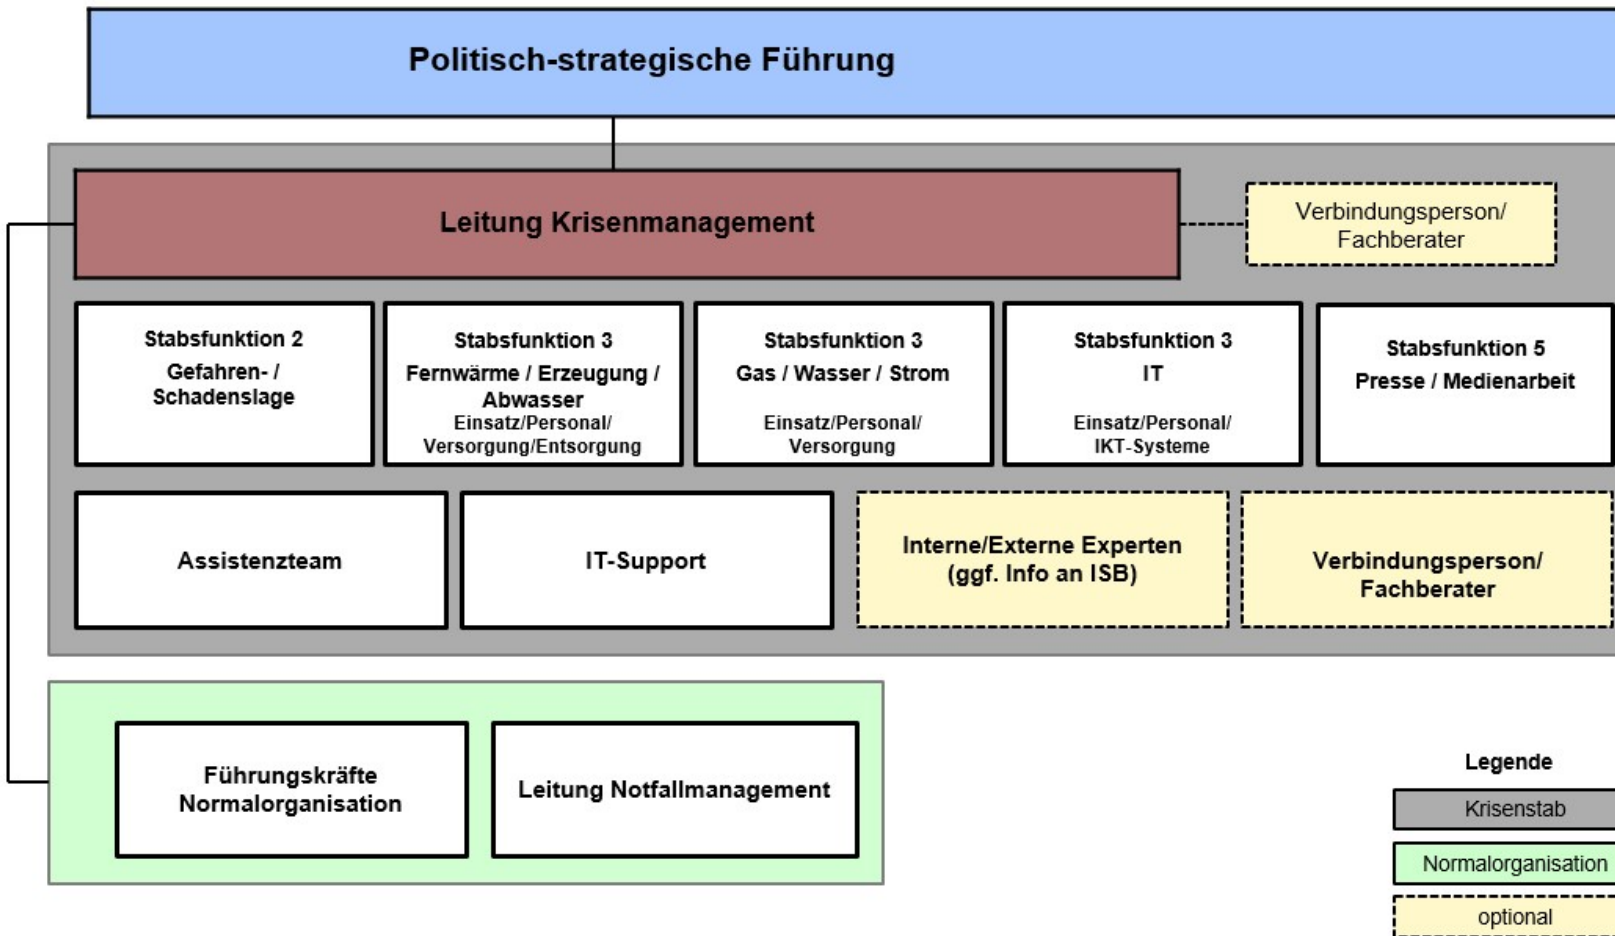 Politisch-strategische Führung
Leitung Krisenmanagement
Verbindungsperson/
Fachberater
Stabsfunktion 2
Gefahren- /
Schadenslage
Stabsfunktion 3
Fernwärme / Erzeugung /
Abwasser
Einsatz/Personal/
Versorgung/Entsorgung
Stabsfunktion 3
Gas / Wasser / Strom
Einsatz/Personal/
Versorgung
Stabsfunktion 3
IT
Einsatz/Personal/
IKT-Systeme
Stabsfunktion 5
Presse / Medienarbeit
Assistenzteam
IT-Support
Interne/Externe Experten
(ggf. Info an ISB)
Verbindungsperson/
Fachberater
Führungskräfte
Normalorganisation
Leitung Notfallmanagement
Legende
Krisenstab
Normalorganisation
optional